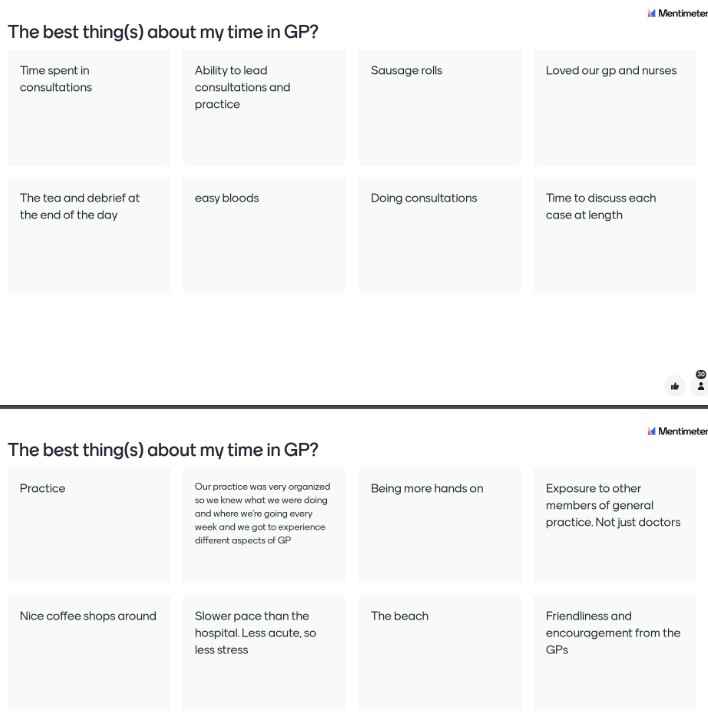 Mentimeter
The best thing(s) about my time in GP?
Time spent in
consultations
Ability to lead
consultations and
practice
Sausage rolls
Loved our gp and nurses
The tea and debrief at
the end of the day
easy bloods
Doing consultations
Time to discuss each
case at length
30
Mentimeter
The best thing(s) about my time in GP?
Practice
Our practice was very organized
so we knew what we were doing
and where we're going every
week and we got to experience
different aspects of GP
Being more hands on
Exposure to other
members of general
practice. Not just doctors
Nice coffee shops around
Slower pace than the
hospital. Less acute, so
less stress
The beach
Friendliness and
encouragement from the
GPs